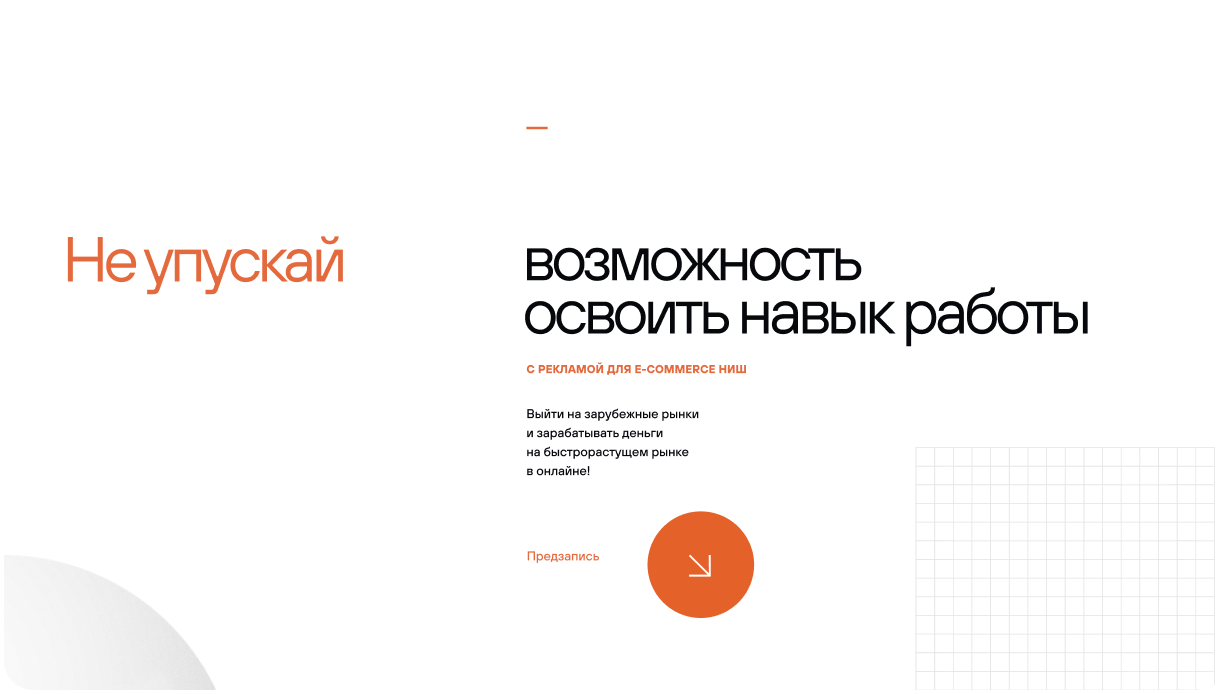 Не упускай
возможность
освоить навык работы
С РЕКЛАМОЙ ДЛЯ E-COMMERCE НИШ
Выйти на зарубежные рынки
и зарабатывать деньги
на быстрорастущем рынке
в онлайне!
Предзапись